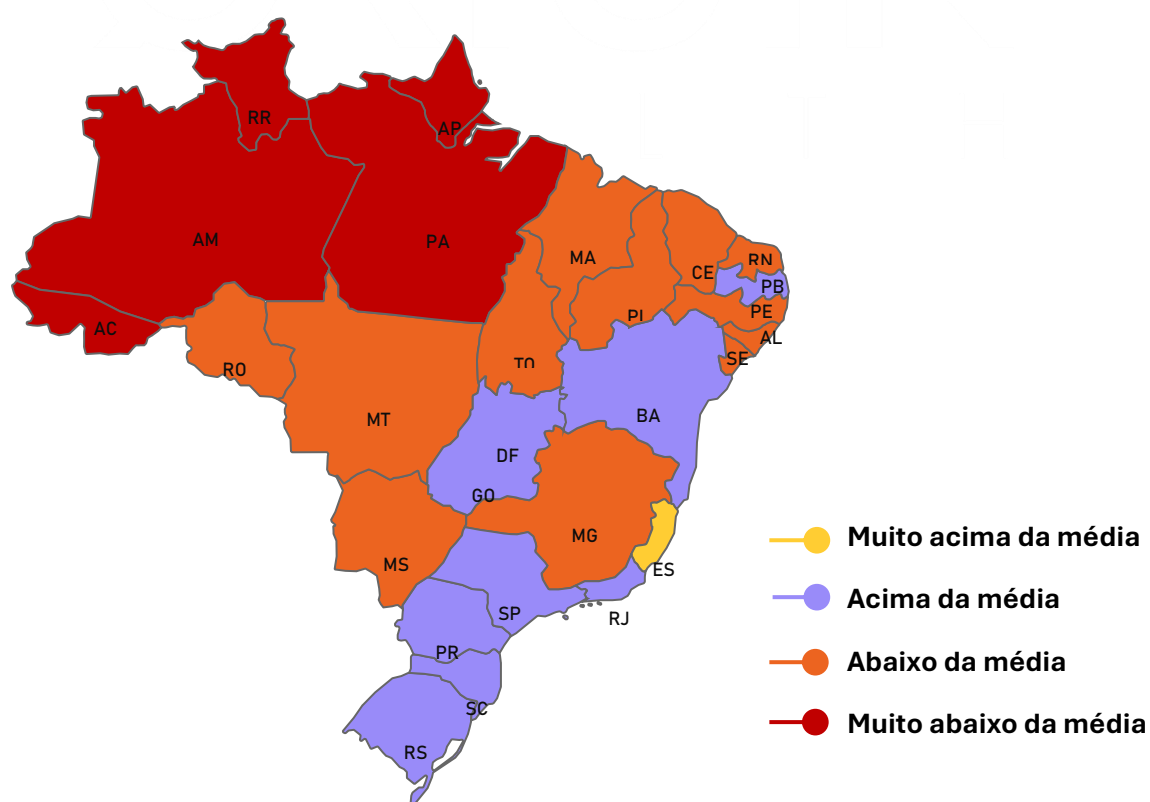 RR
AP
AM
PA
MA
CE
RN
PB
PE
PI
AL
AC
SE
TO
RO
BA
MT
DF
GO
MG
Muito acima da média
MS
ES
Acima da média
SP
RJ
PR
Abaixo da média
SC
Muito abaixo da média
RS